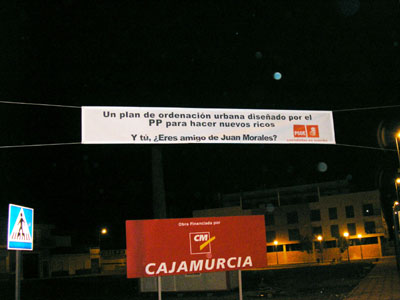 Un plan de ordenación urbana diseñado por el
PP para hacer nuevos ricos
Y tú, ¿Eres amigo de Juan Morales?
PSOE
Obra Financiada por
CM
CAJAMURCIA